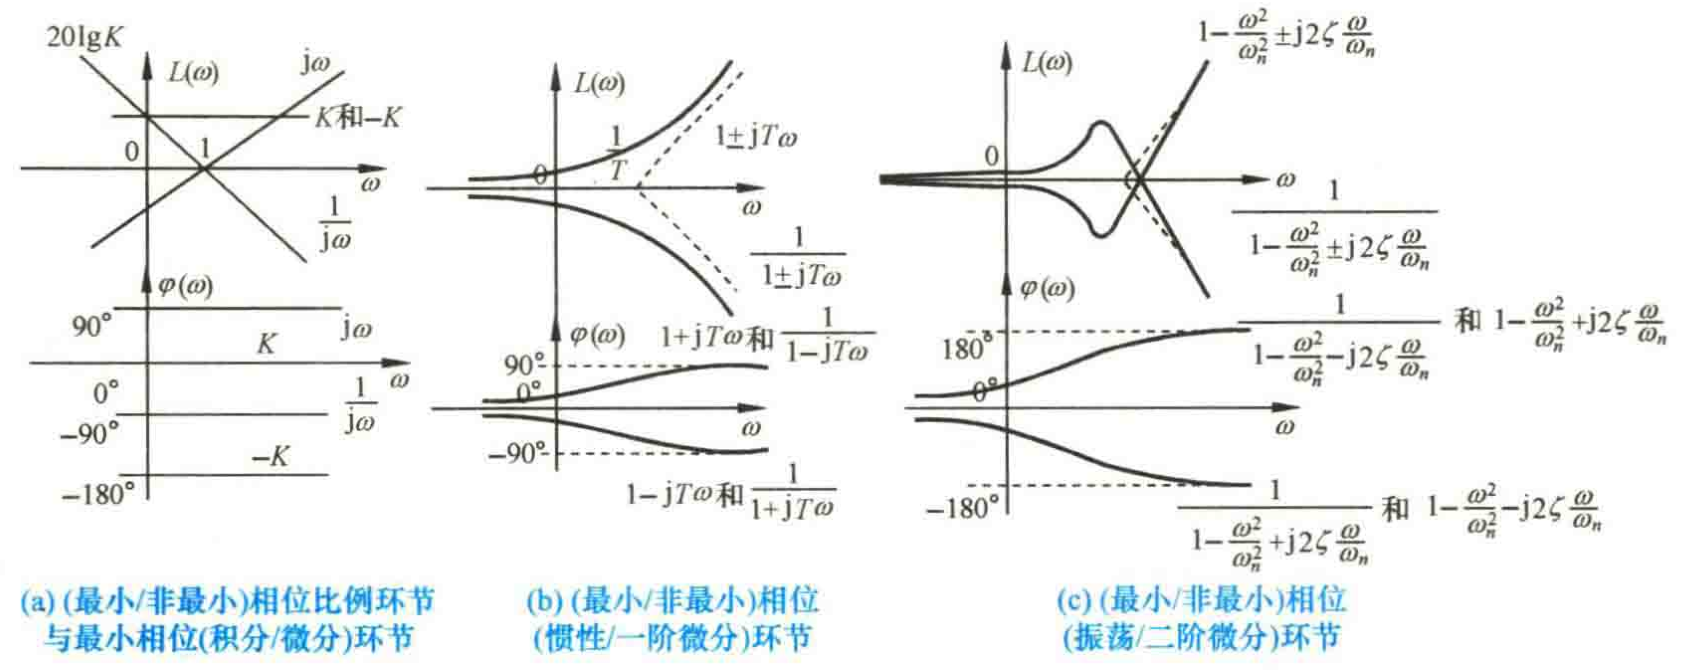 20lgK
L(ω)
jω
K和-K
0
1
ω
1/jω
φ(ω)
90°
jω
K
ω
0°
1/jω
-90°
-K
-180°
L(ω)
1/T
1±jTω
0
ω
1/(1±jTω)
φ(ω)
1+jTω和1/(1-jTω)
90°
0°
ω
-90°
1-jTω和1/(1+jTω)
1-ω²/ωn²±j2ζω/ωn
L(ω)
0
ω
1/(1-ω²/ωn²±j2ζω/ωn)
φ(ω)
180°
1/(1-ω²/ωn²-j2ζω/ωn) 和 1-ω²/ωn²+j2ζω/ωn
0°
ω
-180°
1/(1-ω²/ωn²+j2ζω/ωn) 和 1-ω²/ωn²-j2ζω/ωn
(a) (最小/非最小)相位比例环节
与最小相位(积分/微分)环节
(b) (最小/非最小)相位
(惯性/一阶微分)环节
(c) (最小/非最小)相位
(振荡/二阶微分)环节